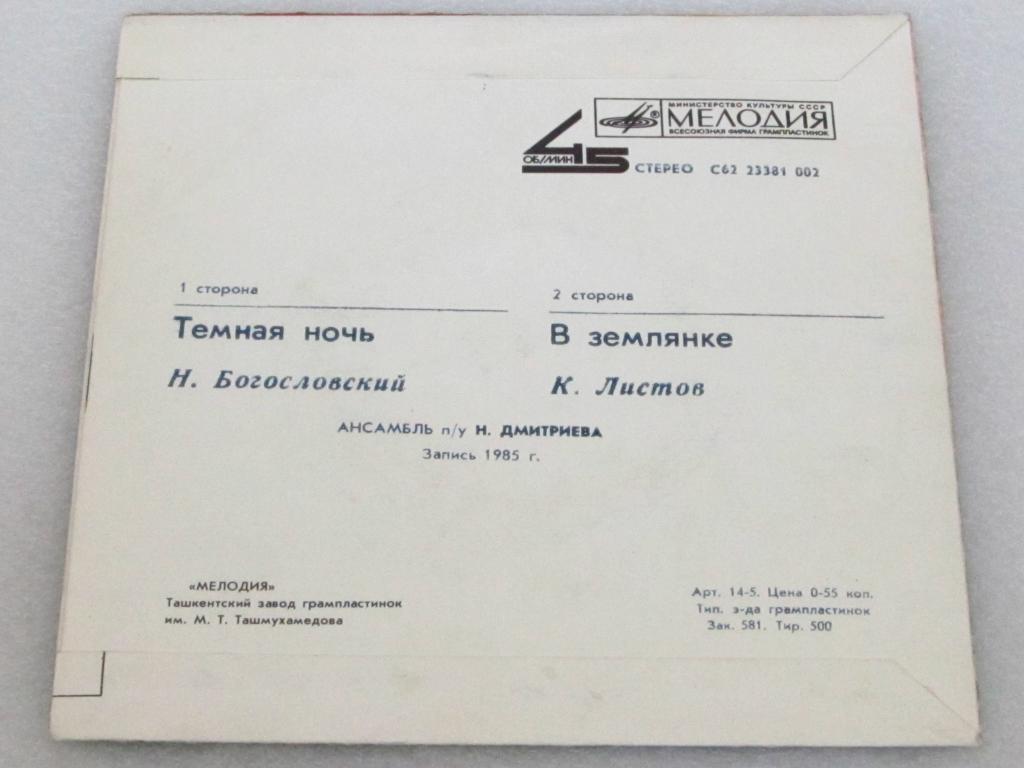 МИНИСТЕРСТВО КУЛЬТУРЫ СССР
МЕЛОДИЯ
ВСЕСОЮЗНАЯ ФИРМА ГРАМПЛАСТИНОК
45
ОБ/МИН
СТЕРЕО С62 23381 002
1 сторона
Темная ночь
Н. Богословский
2 сторона
В землянке
К. Листов
АНСАМБЛЬ п/у Н. ДМИТРИЕВА
Запись 1985 г.
«МЕЛОДИЯ»
Ташкентский завод грампластинок
им. М. Т. Ташмухамедова
Арт. 14-5. Цена 0-55 коп.
Тип. з-да грампластинок
Зак. 581. Тир. 500